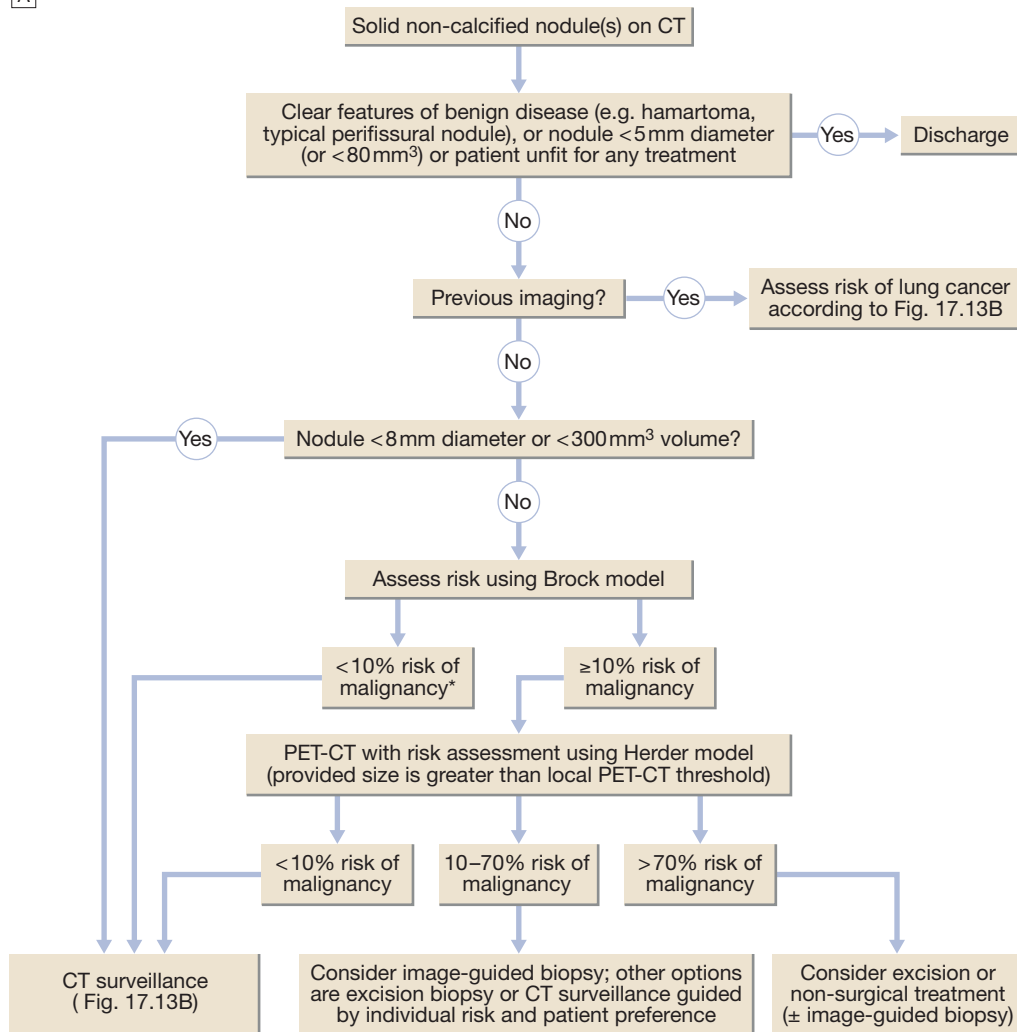 A
Solid non-calcified nodule(s) on CT
Clear features of benign disease (e.g. hamartoma,
typical perifissural nodule), or nodule <5 mm diameter
(or <80 mm³) or patient unfit for any treatment
Yes
Discharge
No
Previous imaging?
Yes
Assess risk of lung cancer
according to Fig. 17.13B
No
Yes
Nodule <8 mm diameter or <300 mm³ volume?
No
Assess risk using Brock model
<10% risk of
malignancy*
≥10% risk of
malignancy
PET-CT with risk assessment using Herder model
(provided size is greater than local PET-CT threshold)
<10% risk of
malignancy
10–70% risk of
malignancy
>70% risk of
malignancy
CT surveillance
( Fig. 17.13B)
Consider image-guided biopsy; other options
are excision biopsy or CT surveillance guided
by individual risk and patient preference
Consider excision or
non-surgical treatment
(± image-guided biopsy)